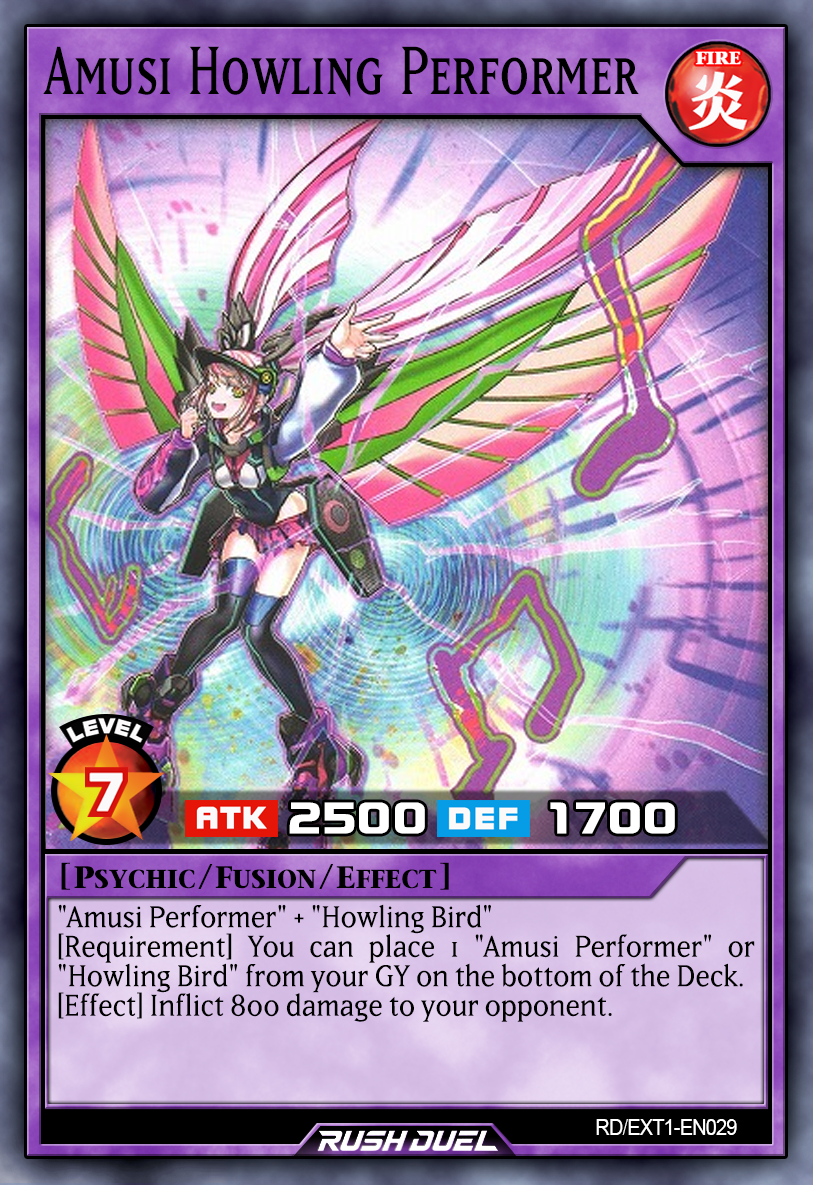 Amusi Howling Performer
FIRE
炎
LEVEL
7
ATK 2500 DEF 1700
[Psychic/Fusion/Effect]
"Amusi Performer" + "Howling Bird"
[Requirement] You can place 1 "Amusi Performer" or
"Howling Bird" from your GY on the bottom of the Deck.
[Effect] Inflict 800 damage to your opponent.
RD/EXT1-EN029
RUSH DUEL